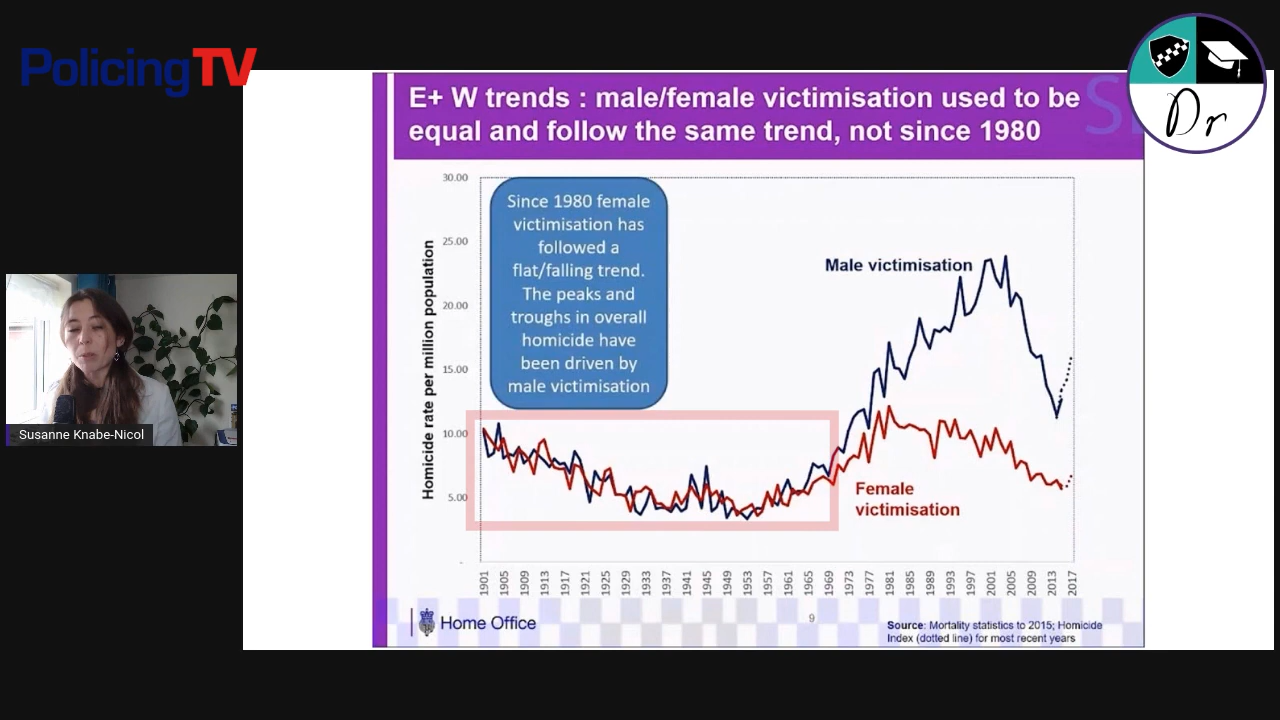 PolicingTV
Dr
E+ W trends : male/female victimisation used to be
equal and follow the same trend, not since 1980
Since 1980 female
victimisation has
followed a
flat/falling trend.
The peaks and
troughs in overall
homicide have
been driven by
male victimisation
Homicide rate per million population
30.00
25.00
20.00
15.00
10.00
5.00
-
Male victimisation
Female
victimisation
1901 1905 1909 1913 1917 1921 1925 1929 1933 1937 1941 1945 1949 1953 1957 1961 1965 1969 1973 1977 1981 1985 1989 1993 1997 2001 2005 2009 2013 2017
Susanne Knabe-Nicol
Home Office
9
Source: Mortality statistics to 2015; Homicide
Index (dotted line) for most recent years